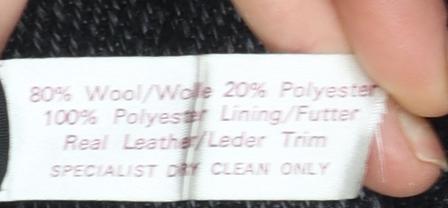 80% Wool/Wolle 20% Polyester
100% Polyester Lining/Futter
Real Leather/Leder Trim
SPECIALIST DRY CLEAN ONLY